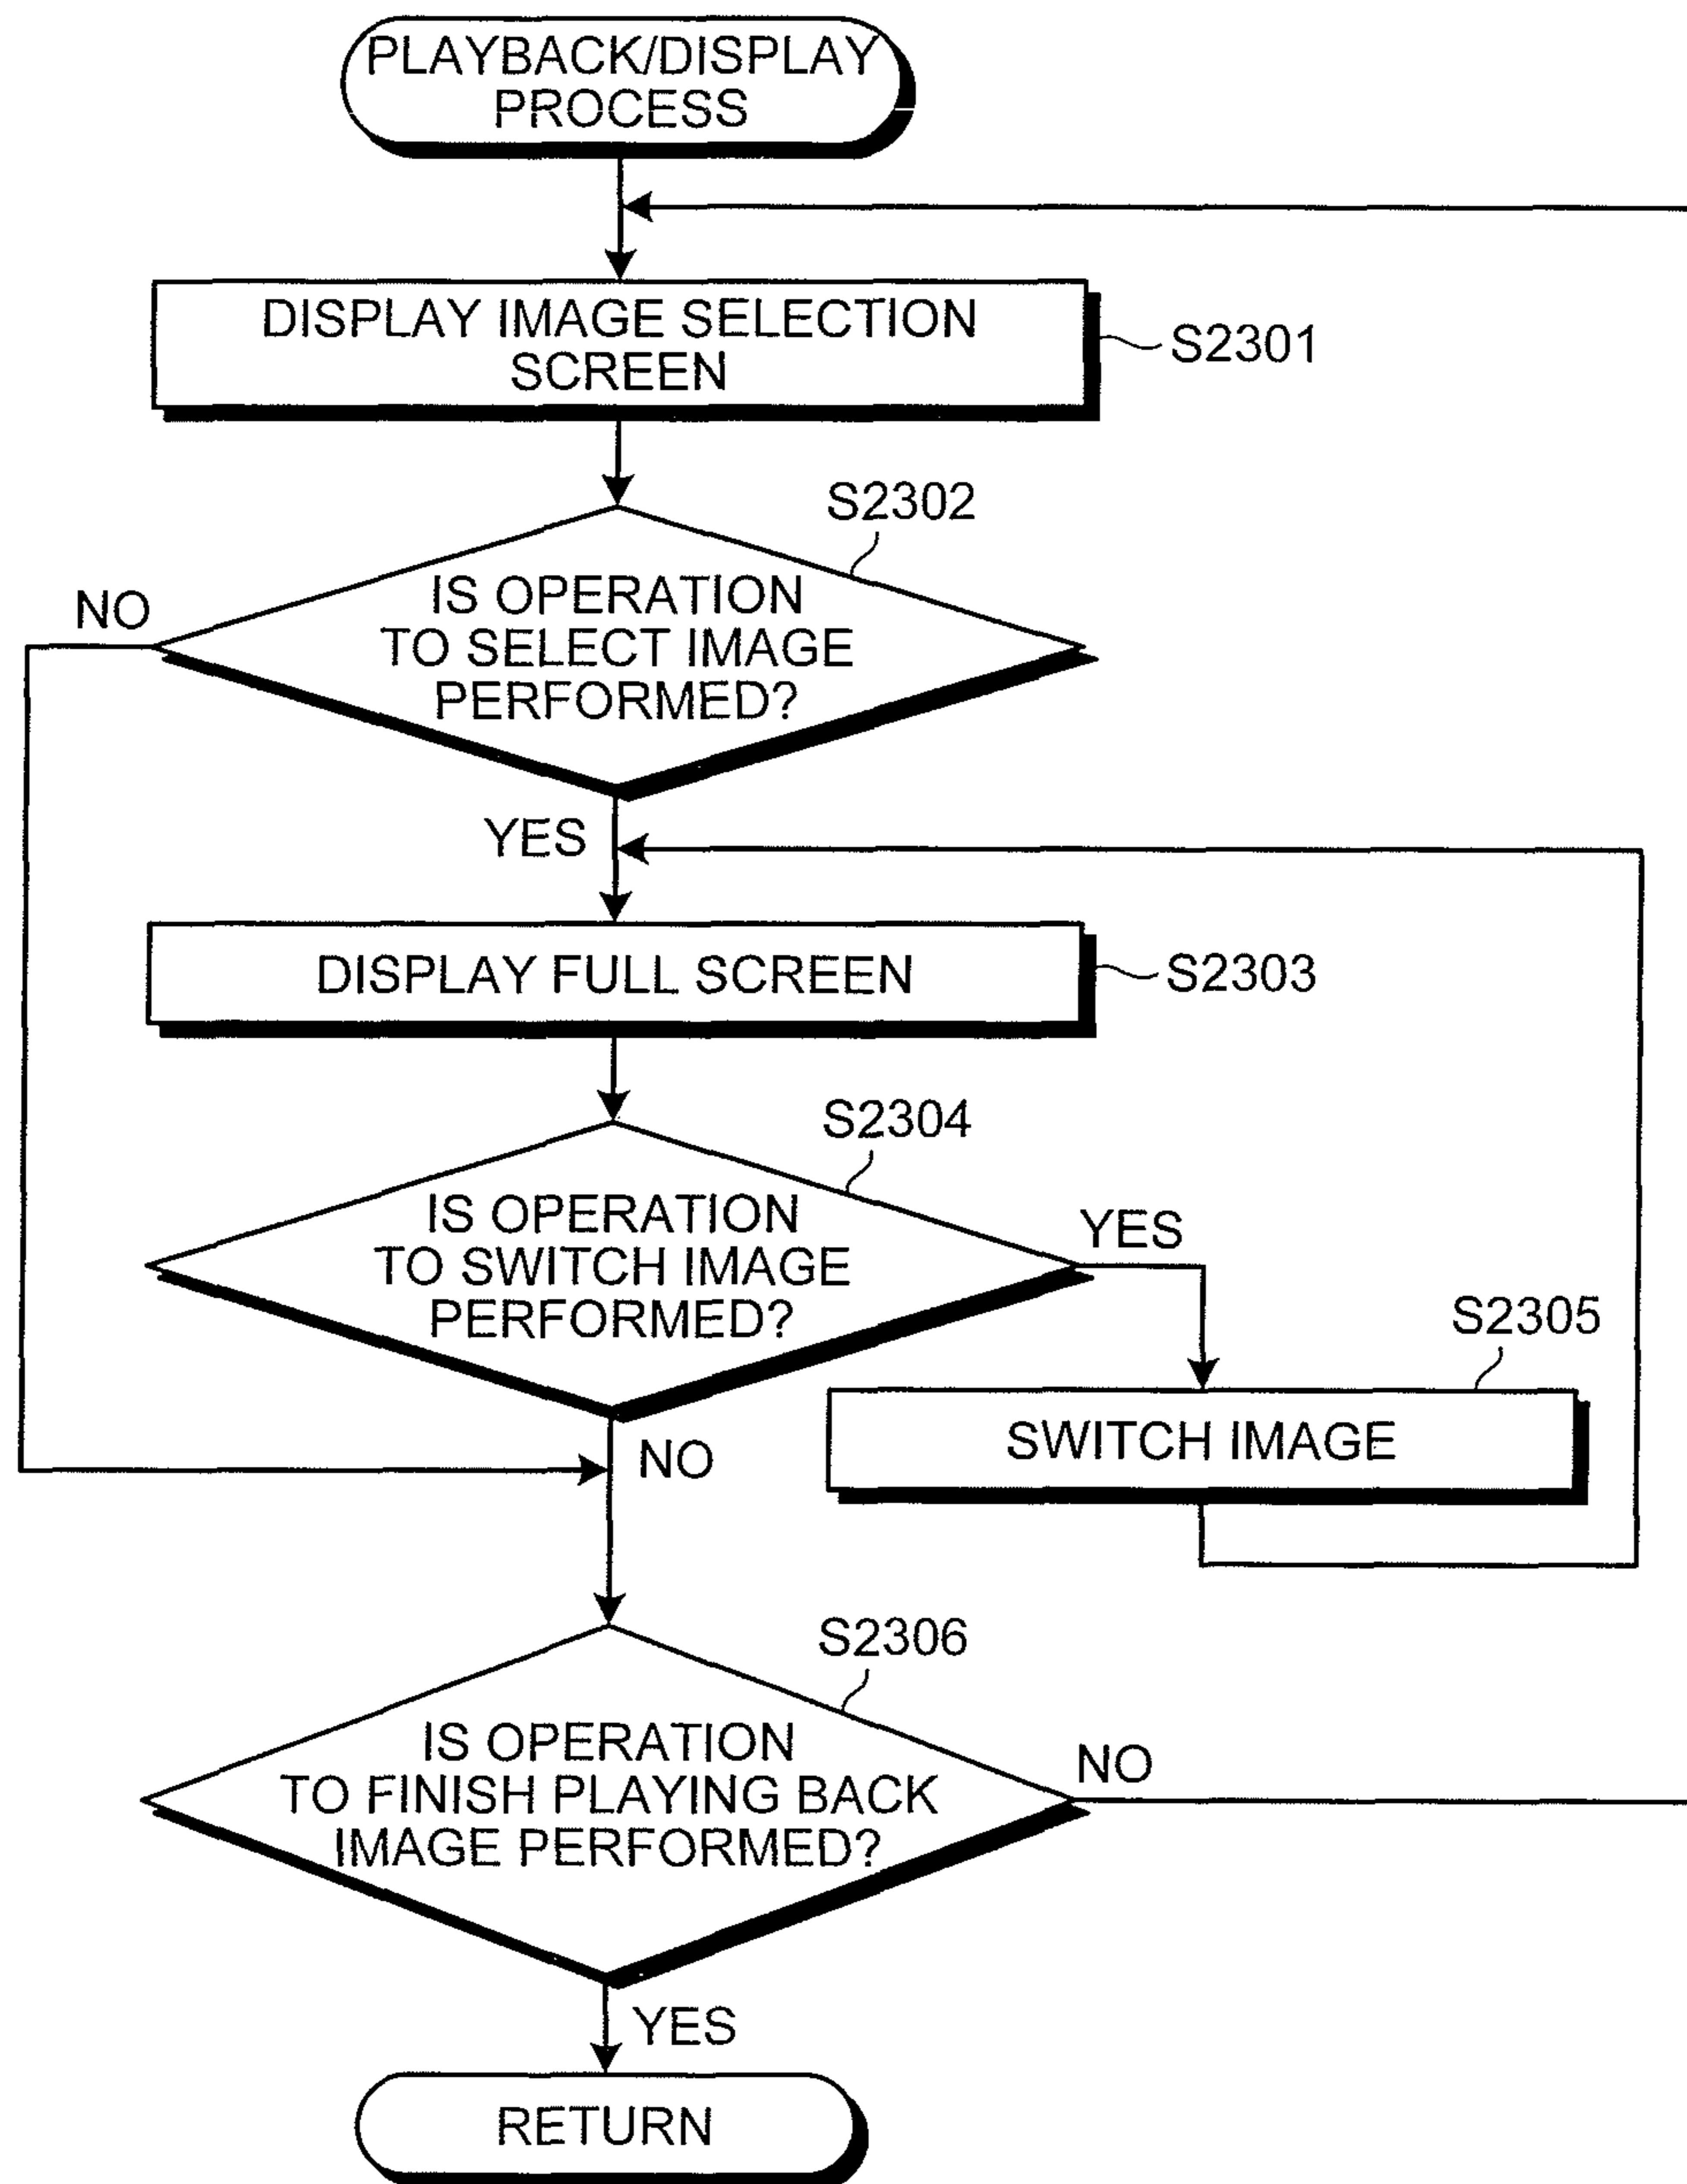 PLAYBACK/DISPLAY
PROCESS
DISPLAY IMAGE SELECTION
SCREEN
S2301
S2302
IS OPERATION
TO SELECT IMAGE
PERFORMED?
NO
YES
DISPLAY FULL SCREEN
S2303
S2304
IS OPERATION
TO SWITCH IMAGE
PERFORMED?
YES
S2305
SWITCH IMAGE
NO
S2306
IS OPERATION
TO FINISH PLAYING BACK
IMAGE PERFORMED?
NO
YES
RETURN